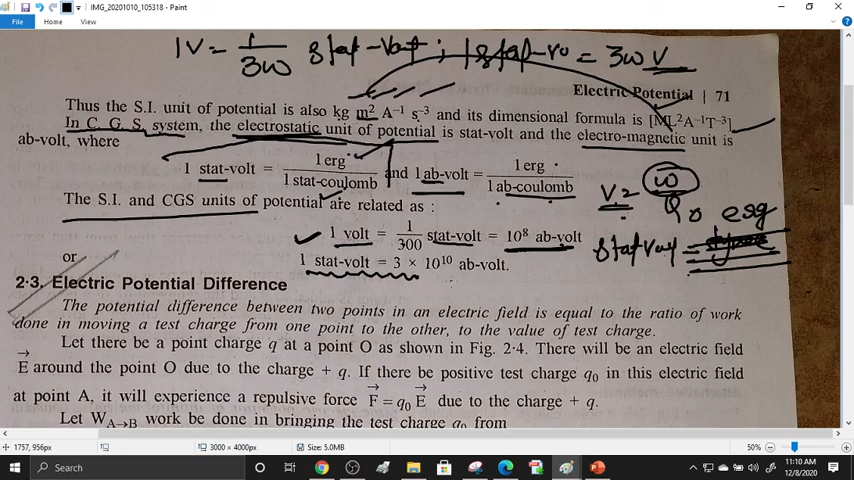 IMG_20201010_105318 - Paint
File Home View
1V = 1/300 stat-Volt ; 1 stat-vo = 300 V
Electric Potential | 71
Thus the S.I. unit of potential is also kg m² A⁻¹ s⁻³ and its dimensional formula is [ML²A⁻¹T⁻³]
In C. G. S. system, the electrostatic unit of potential is stat-volt and the electro-magnetic unit is
ab-volt, where
1 stat-volt = 1 erg / 1 stat-coulomb and 1 ab-volt = 1 erg / 1 ab-coulomb
V = ω / q₀ esg
The S.I. and CGS units of potential are related as :
1 volt = 1/300 stat-volt = 10⁸ ab-volt
stat Vol =
or 1 stat-volt = 3 × 10¹⁰ ab-volt.
2·3. Electric Potential Difference
The potential difference between two points in an electric field is equal to the ratio of work
done in moving a test charge from one point to the other, to the value of test charge.
Let there be a point charge q at a point O as shown in Fig. 2·4. There will be an electric field
E⃗ around the point O due to the charge + q. If there be positive test charge q₀ in this electric field
at point A, it will experience a repulsive force F⃗ = q₀ E⃗ due to the charge + q.
Let W_A→B work be done in bringing the test charge q₀ from
1757, 956px 3000 × 4000px Size: 5.0MB 50%
Search
11:10 AM
12/8/2020